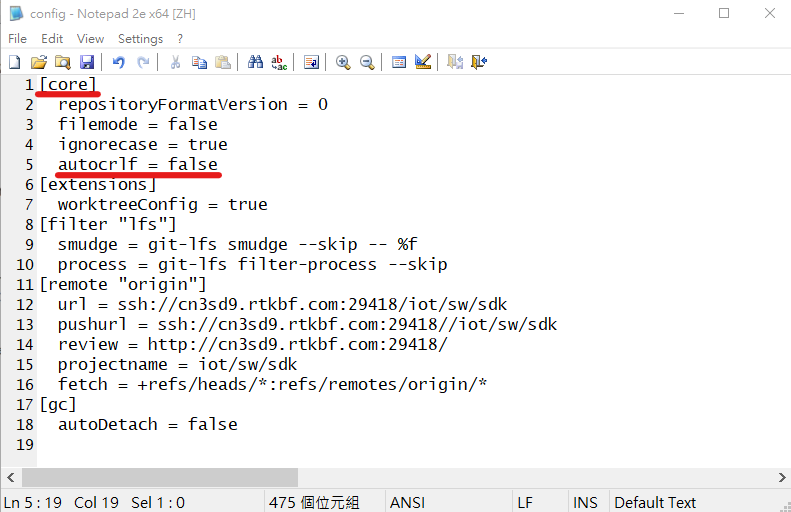 config - Notepad 2e x64 [ZH]
File Edit View Settings ?
1 [core]
2 repositoryFormatVersion = 0
3 filemode = false
4 ignorecase = true
5 autocrlf = false
6 [extensions]
7 worktreeConfig = true
8 [filter "lfs"]
9 smudge = git-lfs smudge --skip -- %f
10 process = git-lfs filter-process --skip
11 [remote "origin"]
12 url = ssh://cn3sd9.rtkbf.com:29418/iot/sw/sdk
13 pushurl = ssh://cn3sd9.rtkbf.com:29418//iot/sw/sdk
14 review = http://cn3sd9.rtkbf.com:29418/
15 projectname = iot/sw/sdk
16 fetch = +refs/heads/*:refs/remotes/origin/*
17 [gc]
18 autoDetach = false
19
Ln 5 : 19 Col 19 Sel 1 : 0 475 個位元組 ANSI LF INS Default Text